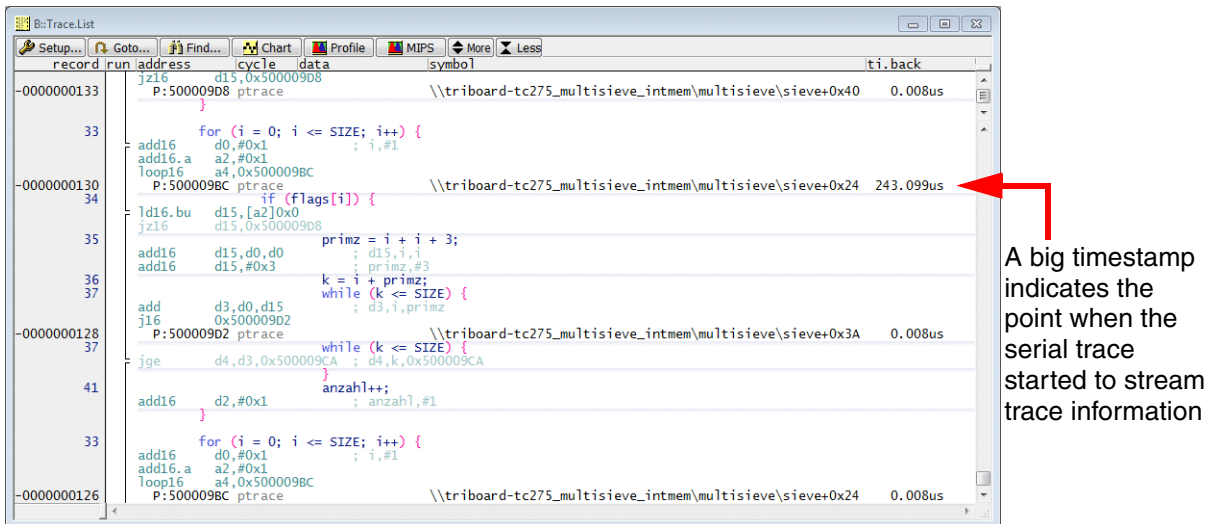 B::Trace.List
Setup... Goto... Find... Chart Profile MIPS More Less
record run address cycle data symbol ti.back
jz16 d15,0x500009D8
-0000000133 P:500009D8 ptrace \\triboard-tc275_multisieve_intmem\multisieve\sieve+0x40 0.008us
}
33 for (i = 0; i <= SIZE; i++) {
add16 d0,#0x1 ; i,#1
add16.a a2,#0x1
loop16 a4,0x500009BC
-0000000130 P:500009BC ptrace \\triboard-tc275_multisieve_intmem\multisieve\sieve+0x24 243.099us
34 if (flags[i]) {
ld16.bu d15,[a2]0x0
jz16 d15,0x500009D8
35 primz = i + i + 3;
add16 d15,d0,d0 ; d15,i,i
add16 d15,#0x3 ; primz,#3
36 k = i + primz;
37 while (k <= SIZE) {
add d3,d0,d15 ; d3,i,primz
j16 0x500009D2
-0000000128 P:500009D2 ptrace \\triboard-tc275_multisieve_intmem\multisieve\sieve+0x3A 0.008us
37 while (k <= SIZE) {
jge d4,d3,0x500009CA ; d4,k,0x500009CA
}
41 anzahl++;
add16 d2,#0x1 ; anzahl,#1
}
33 for (i = 0; i <= SIZE; i++) {
add16 d0,#0x1 ; i,#1
add16.a a2,#0x1
loop16 a4,0x500009BC
-0000000126 P:500009BC ptrace \\triboard-tc275_multisieve_intmem\multisieve\sieve+0x24 0.008us
A big timestamp
indicates the
point when the
serial trace
started to stream
trace information